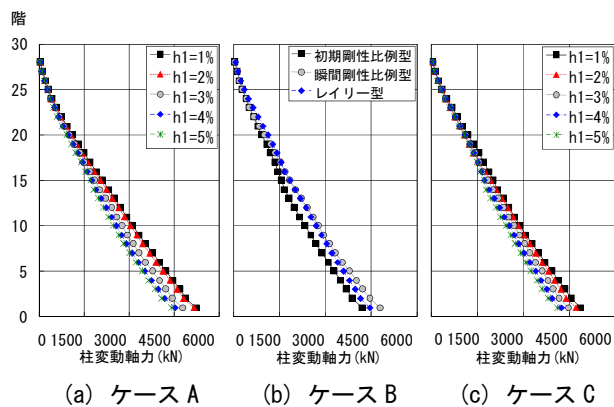 階
30
25
20
15
10
5
0
h1=1%
h1=2%
h1=3%
h1=4%
h1=5%
0 1500 3000 4500 6000
柱変動軸力(kN)
(a) ケースA
初期剛性比例型
瞬間剛性比例型
レイリー型
0 1500 3000 4500 6000
柱変動軸力(kN)
(b) ケースB
h1=1%
h1=2%
h1=3%
h1=4%
h1=5%
0 1500 3000 4500 6000
柱変動軸力(kN)
(c) ケースC